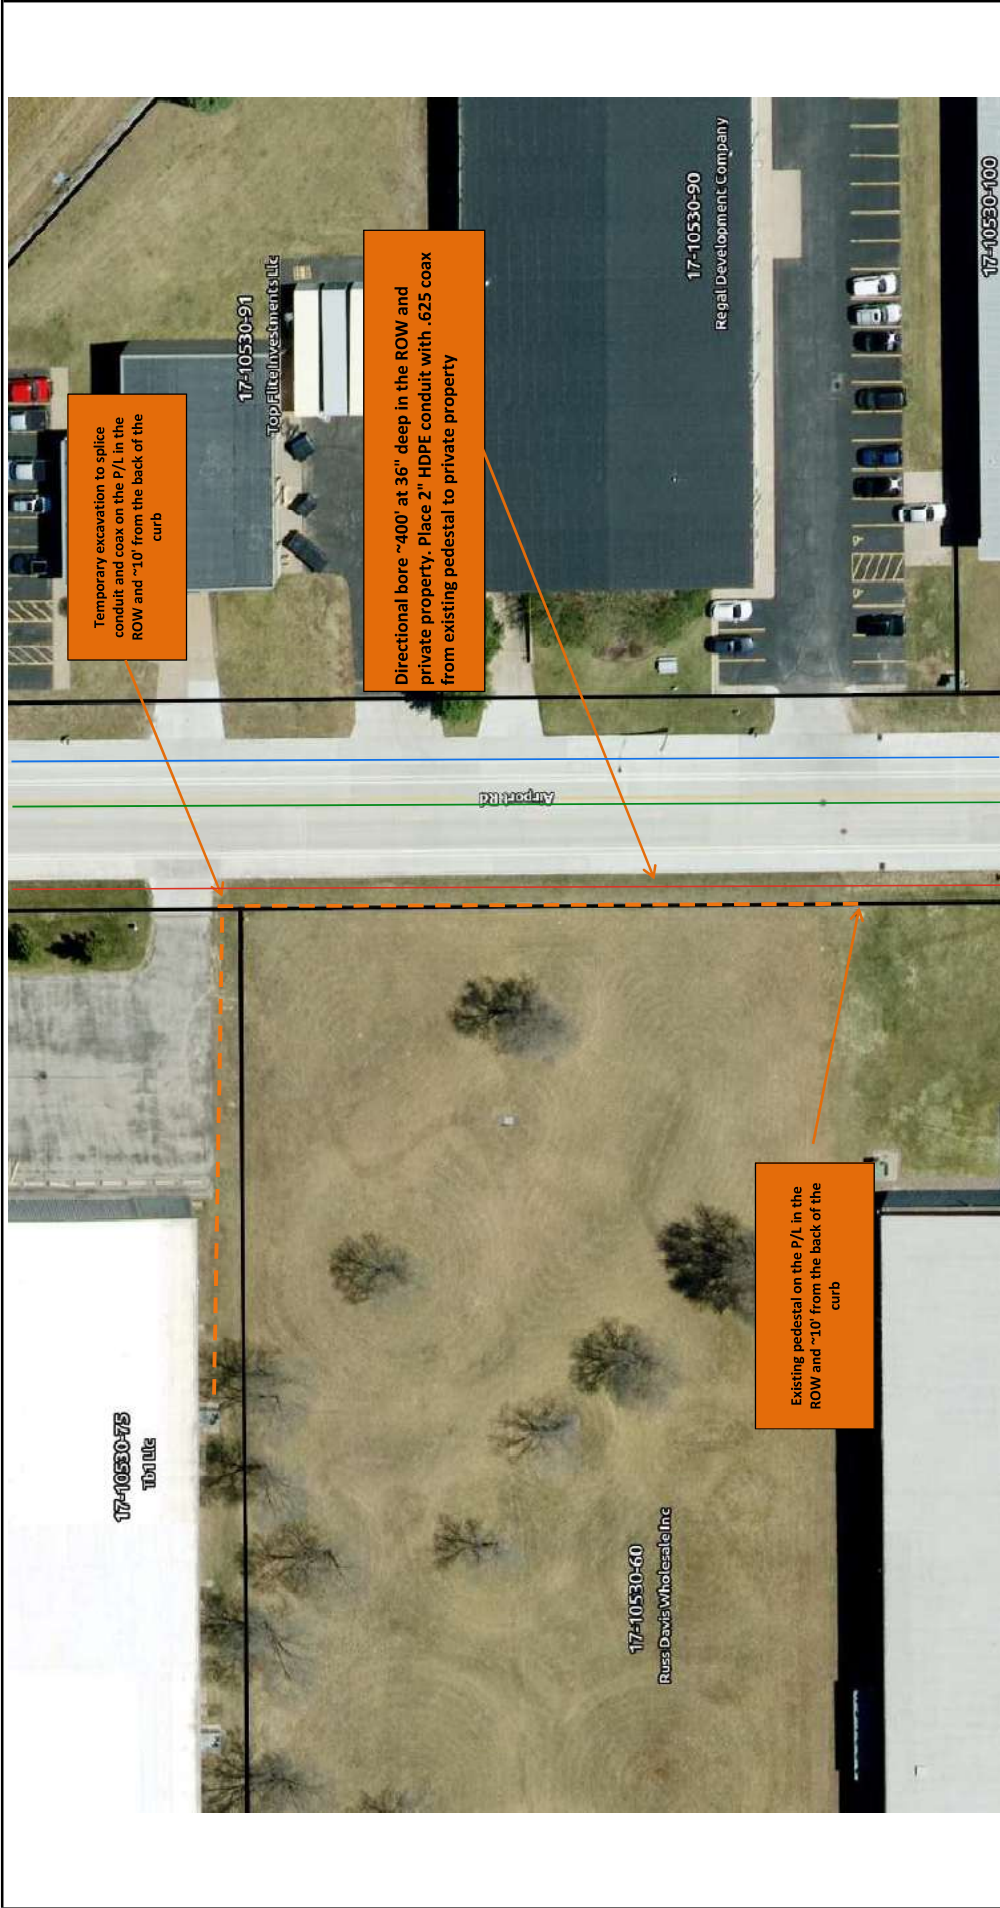 Temporary excavation to splice
conduit and coax on the P/L in the
ROW and ~10' from the back of the
curb
17-10530-91
Top Flite Investments Llc
Directional bore ~400' at 36" deep in the ROW and
private property. Place 2" HDPE conduit with .625 coax
from existing pedestal to private property
17-10530-90
Regal Development Company
17-10530-100
Airport Rd
17-10530-75
Tb1 Llc
17-10530-60
Russ Davis Wholesale Inc
Existing pedestal on the P/L in the
ROW and ~10' from the back of the
curb